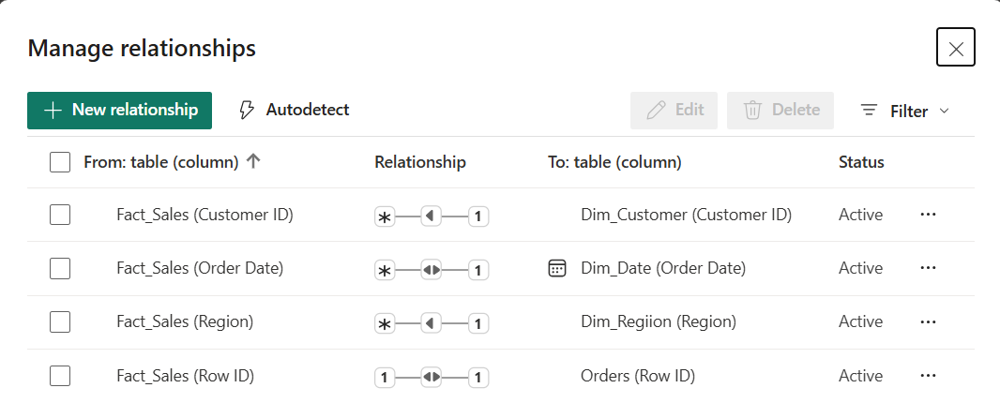 Manage relationships
New relationship Autodetect Edit Delete Filter
From: table (column) Relationship To: table (column) Status
Fact_Sales (Customer ID) * 1 Dim_Customer (Customer ID) Active
Fact_Sales (Order Date) * 1 Dim_Date (Order Date) Active
Fact_Sales (Region) * 1 Dim_Regiion (Region) Active
Fact_Sales (Row ID) 1 1 Orders (Row ID) Active